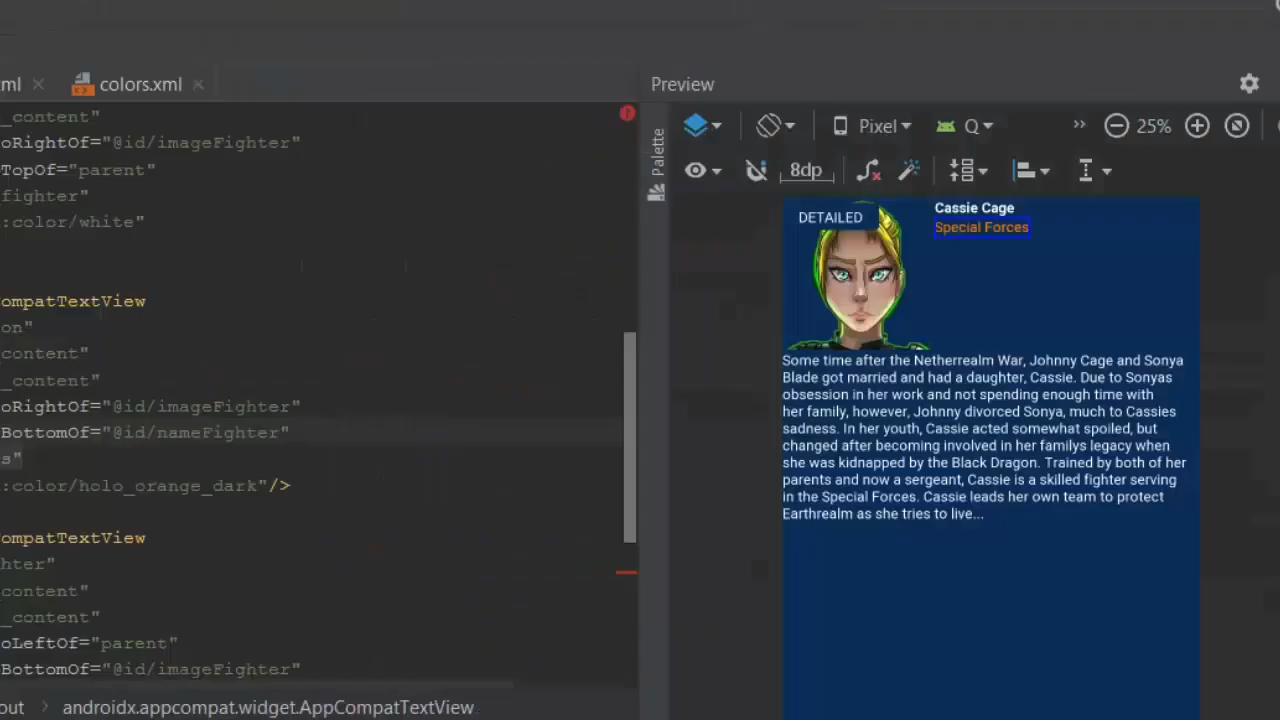 ml
colors.xml
Preview
_content"
oRightOf="@id/imageFighter"
TopOf="parent"
fighter"
:color/white"
ompatTextView
on"
content"
_content"
oRightOf="@id/imageFighter"
BottomOf="@id/nameFighter"
s"
:color/holo_orange_dark"/>
ompatTextView
hter"
content"
_content"
oLeftOf="parent"
BottomOf="@id/imageFighter"
out > androidx.appcompat.widget.AppCompatTextView
Palette
Pixel Q >> 25%
8dp
DETAILED
Cassie Cage
Special Forces
Some time after the Netherrealm War, Johnny Cage and Sonya
Blade got married and had a daughter, Cassie. Due to Sonyas
obsession in her work and not spending enough time with
her family, however, Johnny divorced Sonya, much to Cassies
sadness. In her youth, Cassie acted somewhat spoiled, but
changed after becoming involved in her familys legacy when
she was kidnapped by the Black Dragon. Trained by both of her
parents and now a sergeant, Cassie is a skilled fighter serving
in the Special Forces. Cassie leads her own team to protect
Earthrealm as she tries to live...